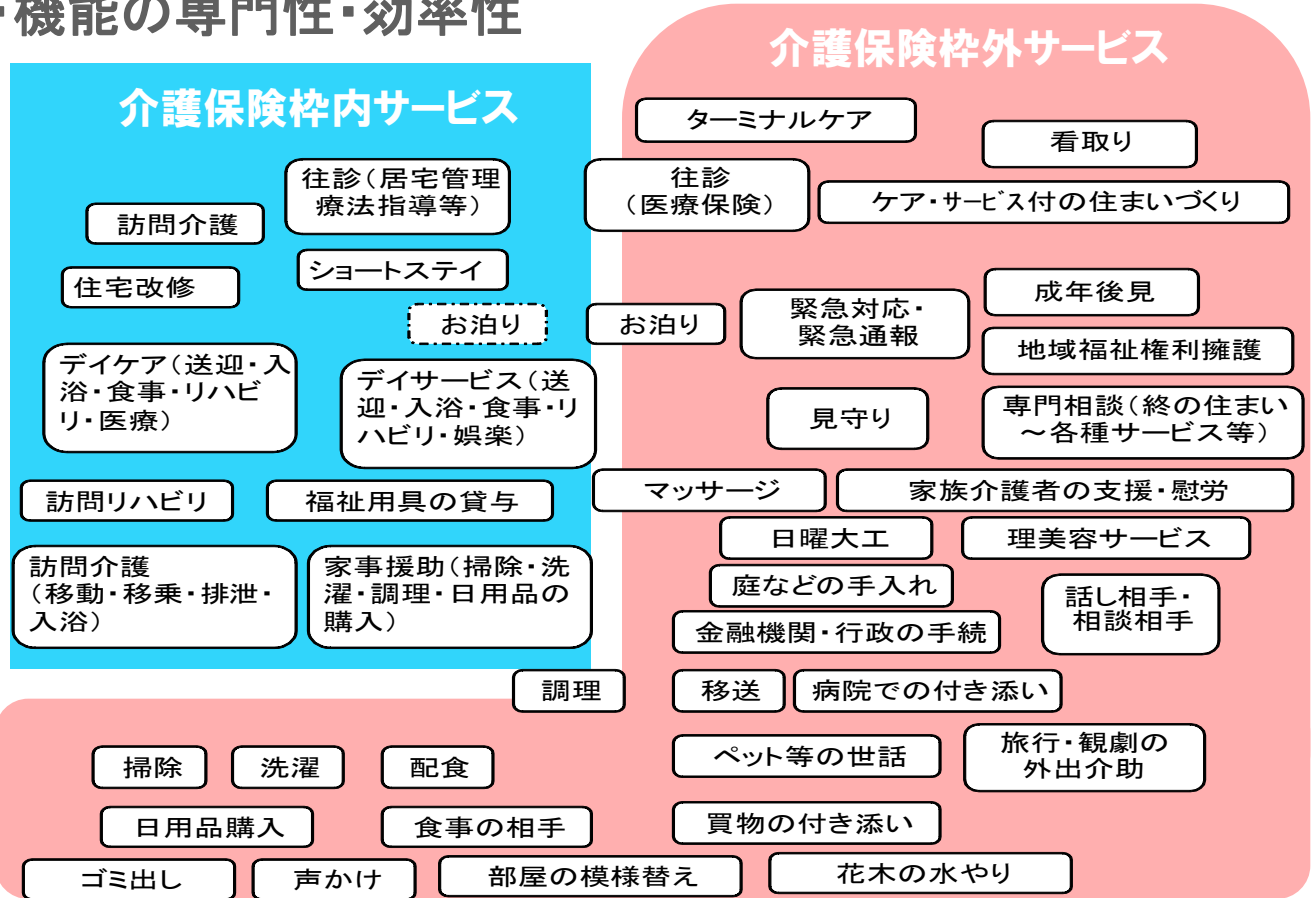 ・機能の専門性・効率性
介護保険枠内サービス
介護保険枠外サービス
往診(居宅管理
療法指導等)
訪問介護
住宅改修
ショートステイ
お泊り
デイケア(送迎・入
浴・食事・リハビ
リ・医療)
デイサービス(送
迎・入浴・食事・リ
ハビリ・娯楽)
訪問リハビリ
福祉用具の貸与
訪問介護
(移動・移乗・排泄・
入浴)
家事援助(掃除・洗
濯・調理・日用品の
購入)
ターミナルケア
看取り
往診
(医療保険)
ケア・サービス付の住まいづくり
お泊り
緊急対応・
緊急通報
成年後見
地域福祉権利擁護
見守り
専門相談(終の住まい
~各種サービス等)
マッサージ
家族介護者の支援・慰労
日曜大工
理美容サービス
庭などの手入れ
話し相手・
相談相手
金融機関・行政の手続
調理
移送
病院での付き添い
掃除
洗濯
配食
ペット等の世話
旅行・観劇の
外出介助
日用品購入
食事の相手
買物の付き添い
ゴミ出し
声かけ
部屋の模様替え
花木の水やり